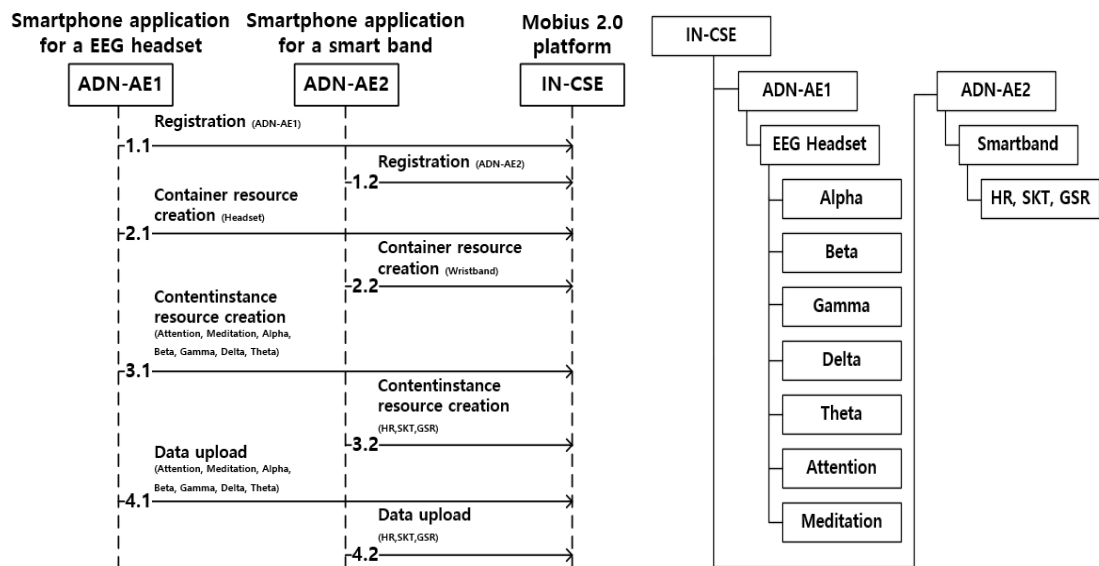 Smartphone application
for a EEG headset
Smartphone application
for a smart band
Mobius 2.0
platform
ADN-AE1
ADN-AE2
IN-CSE
Registration (ADN-AE1)
1.1
Registration (ADN-AE2)
1.2
Container resource
creation (Headset)
2.1
Container resource
creation (Wristband)
2.2
Contentinstance
resource creation
(Attention, Meditation, Alpha,
Beta, Gamma, Delta, Theta)
3.1
Contentinstance
resource creation
(HR,SKT,GSR)
3.2
Data upload
(Attention, Meditation, Alpha,
Beta, Gamma, Delta, Theta)
4.1
Data upload
(HR,SKT,GSR)
4.2
IN-CSE
ADN-AE1
EEG Headset
Alpha
Beta
Gamma
Delta
Theta
Attention
Meditation
ADN-AE2
Smartband
HR, SKT, GSR